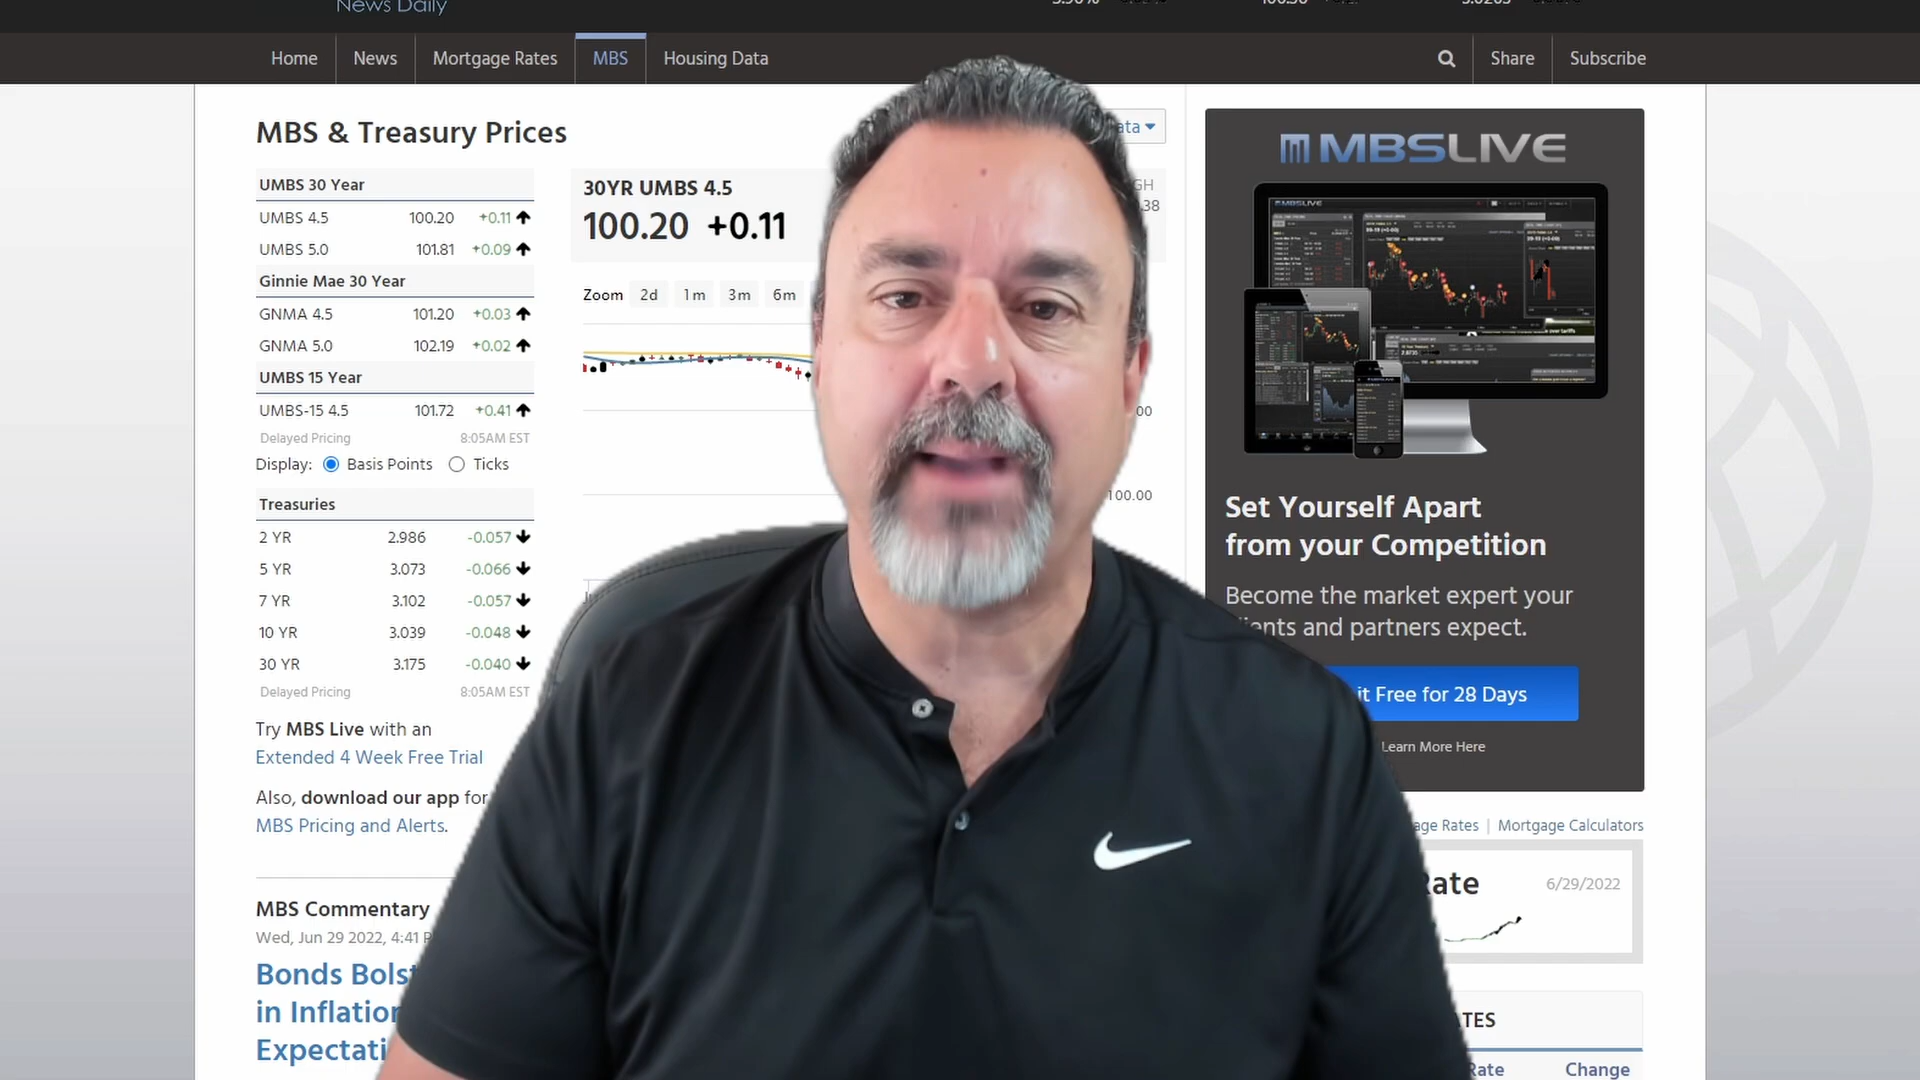 News Daily
Home
News
Mortgage Rates
MBS
Housing Data
Share
Subscribe
MBS & Treasury Prices
UMBS 30 Year
UMBS 4.5 100.20 +0.11
UMBS 5.0 101.81 +0.09
Ginnie Mae 30 Year
GNMA 4.5 101.20 +0.03
GNMA 5.0 102.19 +0.02
UMBS 15 Year
UMBS-15 4.5 101.72 +0.41
Delayed Pricing 8:05AM EST
Display: Basis Points Ticks
Treasuries
2 YR 2.986 -0.057
5 YR 3.073 -0.066
7 YR 3.102 -0.057
10 YR 3.039 -0.048
30 YR 3.175 -0.040
Delayed Pricing 8:05AM EST
Try MBS Live with an
Extended 4 Week Free Trial
Also, download our app for
MBS Pricing and Alerts.
MBS Commentary
Wed, Jun 29 2022, 4:41 P
Bonds Bolst
in Inflation
Expectati
30YR UMBS 4.5
100.20 +0.11
Zoom 2d 1m 3m 6m
ata
GH
.38
00
100.00
MBSLIVE
Set Yourself Apart
from your Competition
Become the market expert your
ients and partners expect.
it Free for 28 Days
Learn More Here
age Rates | Mortgage Calculators
Rate 6/29/2022
ATES
Rate Change